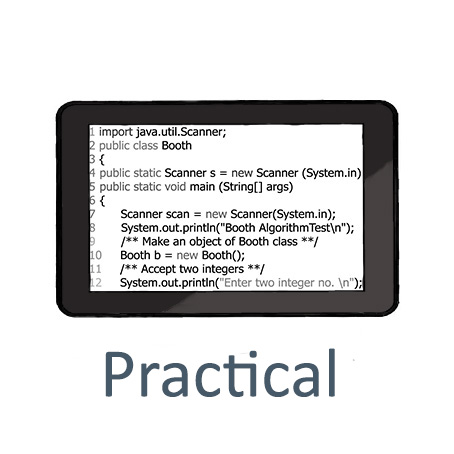 1 import java.util.Scanner;
2 public class Booth
3 {
4 public static Scanner s = new Scanner (System.in)
5 public static void main (String[] args)
6 {
7 Scanner scan = new Scanner(System.in);
8 System.out.println("Booth AlgorithmTest\n");
9 /** Make an object of Booth class **/
10 Booth b = new Booth();
11 /** Accept two integers **/
12 System.out.println("Enter two integer no. \n");
Practical